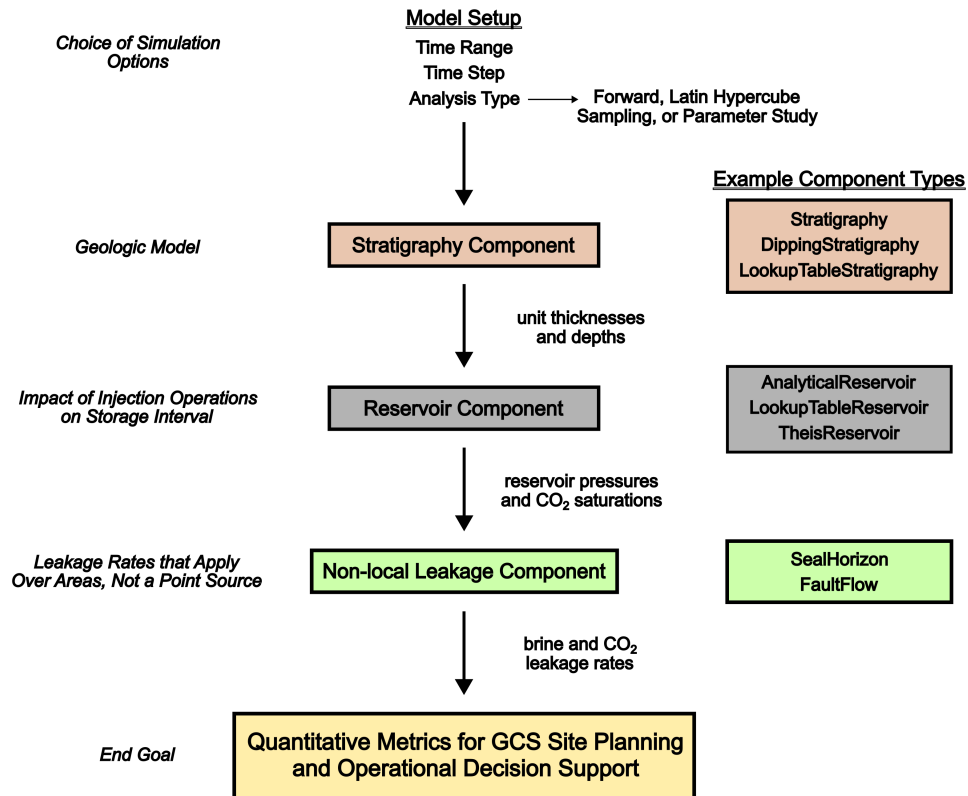 Model Setup
Choice of Simulation
Options
Time Range
Time Step
Analysis Type
Forward, Latin Hypercube
Sampling, or Parameter Study
Example Component Types
Geologic Model
Stratigraphy Component
Stratigraphy
DippingStratigraphy
LookupTableStratigraphy
unit thicknesses
and depths
Impact of Injection Operations
on Storage Interval
Reservoir Component
AnalyticalReservoir
LookupTableReservoir
TheisReservoir
reservoir pressures
and CO₂ saturations
Leakage Rates that Apply
Over Areas, Not a Point Source
Non-local Leakage Component
SealHorizon
FaultFlow
brine and CO₂
leakage rates
End Goal
Quantitative Metrics for GCS Site Planning
and Operational Decision Support